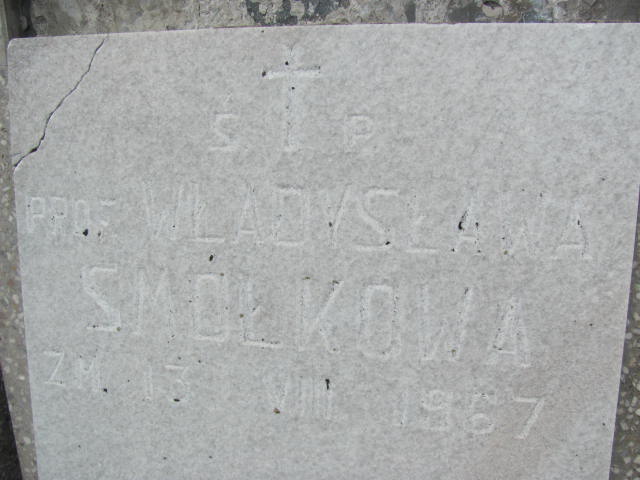 Ś P
PROF WŁADYSŁAWA
SMOŁKOWA
ZM. 13 VIII 1967